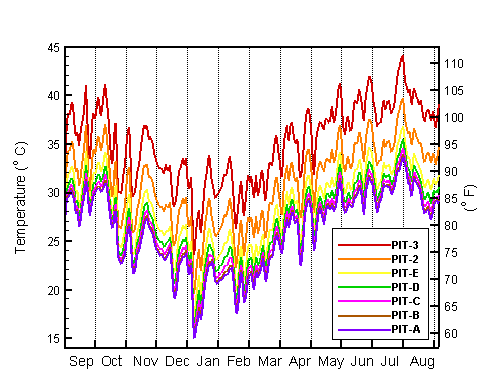 45
40
35
30
25
20
15
Temperature (° C)
110
105
100
95
90
85
80
75
70
65
60
(° F)
PIT-3
PIT-2
PIT-E
PIT-D
PIT-C
PIT-B
PIT-A
Sep Oct Nov Dec Jan Feb Mar Apr May Jun Jul Aug